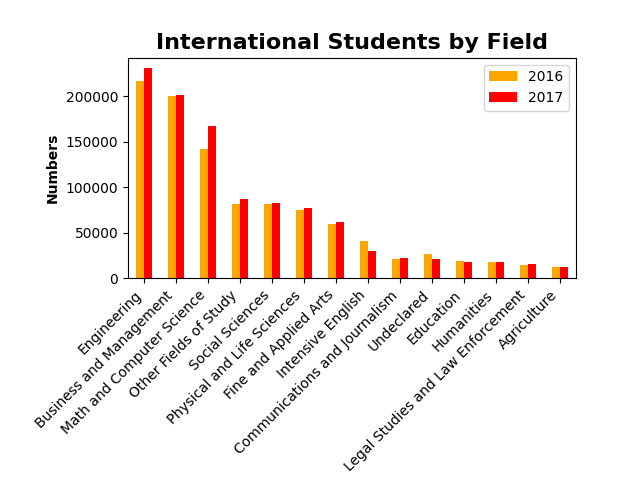 International Students by Field
2016
2017
Numbers
200000
150000
100000
50000
0
Engineering
Business and Management
Math and Computer Science
Other Fields of Study
Social Sciences
Physical and Life Sciences
Fine and Applied Arts
Intensive English
Communications and Journalism
Undeclared
Education
Humanities
Legal Studies and Law Enforcement
Agriculture